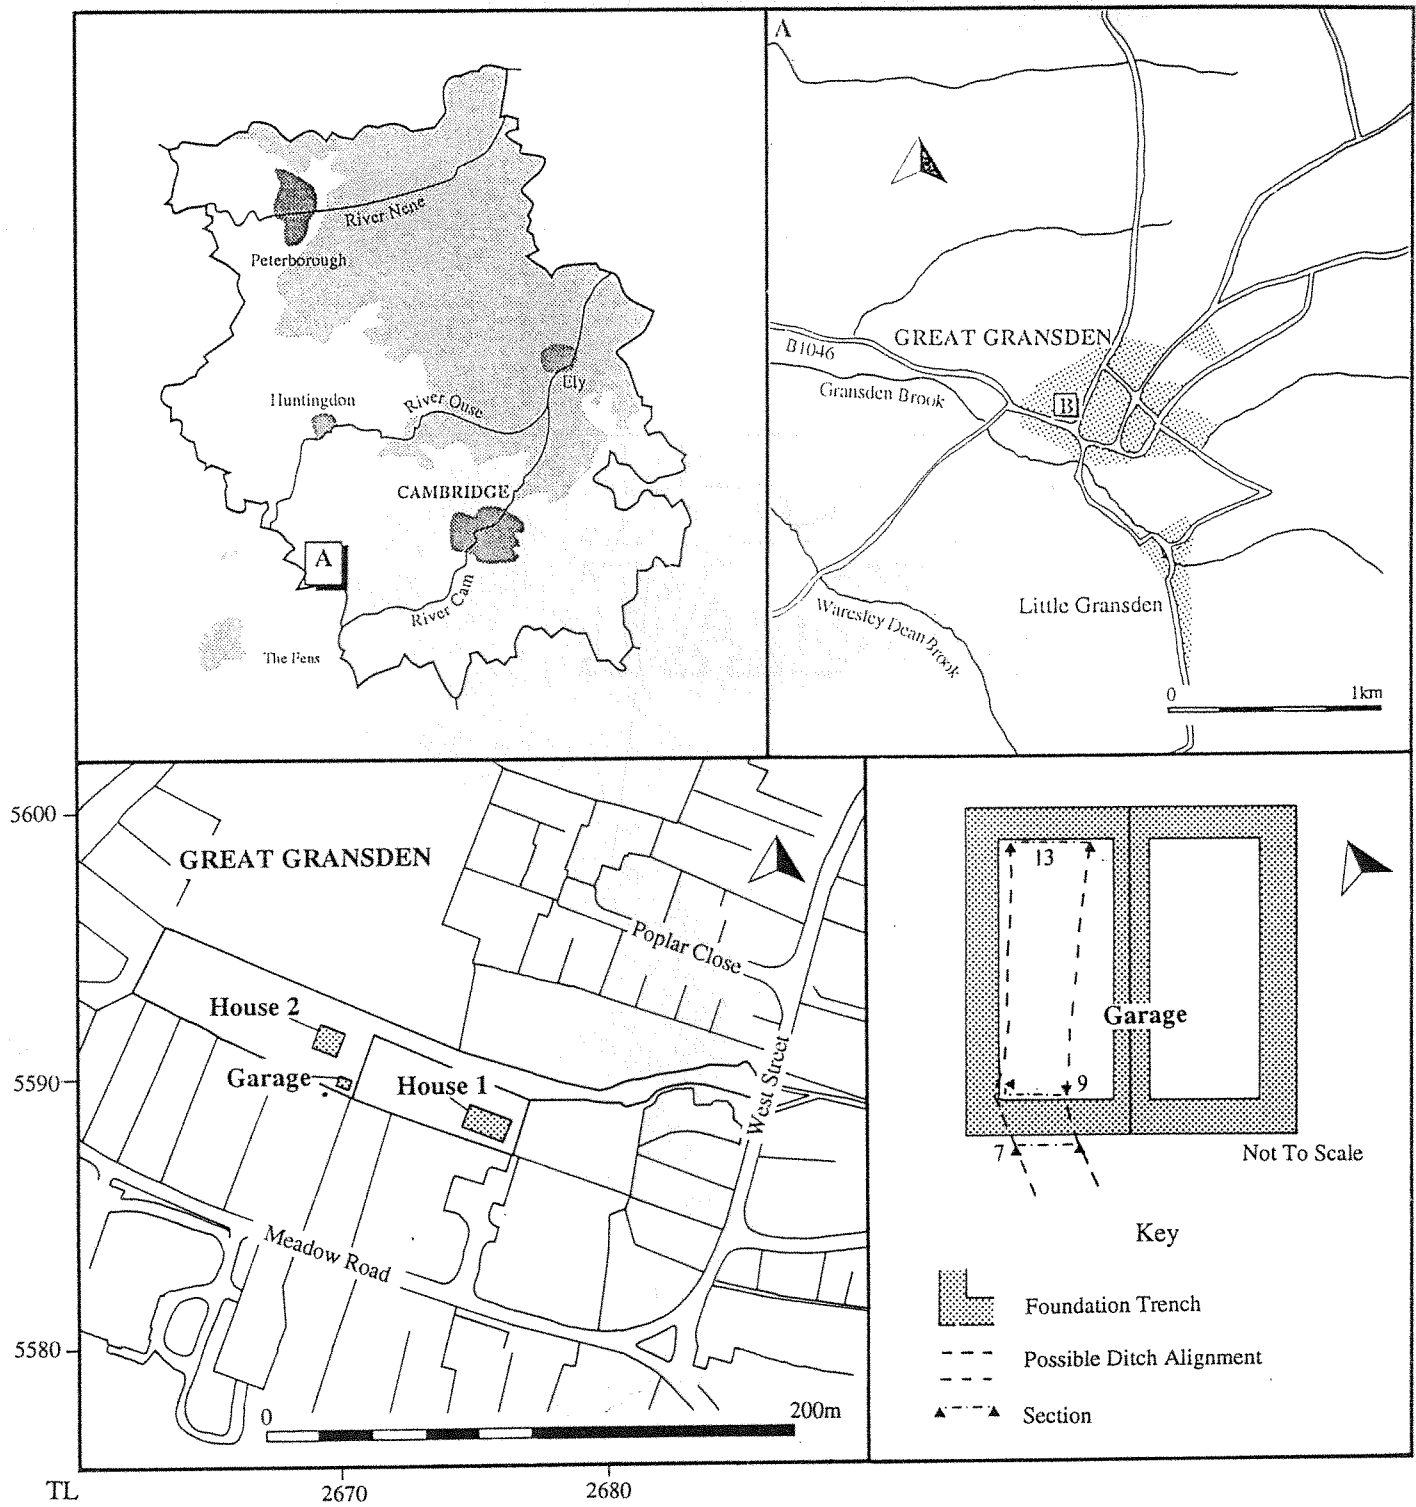 River Nene
Peterborough
Ely
Huntingdon
River Ouse
CAMBRIDGE
A
River Cam
The Fens
A
GREAT GRANSDEN
B1046
Gransden Brook
B
Little Gransden
Waresley Dean Brook
0 1km
5600
GREAT GRANSDEN
Poplar Close
House 2
West Street
5590
Garage
House 1
Meadow Road
5580
0 200m
TL
2670
2680
13
Garage
9
7
Not To Scale
Key
Foundation Trench
Possible Ditch Alignment
Section